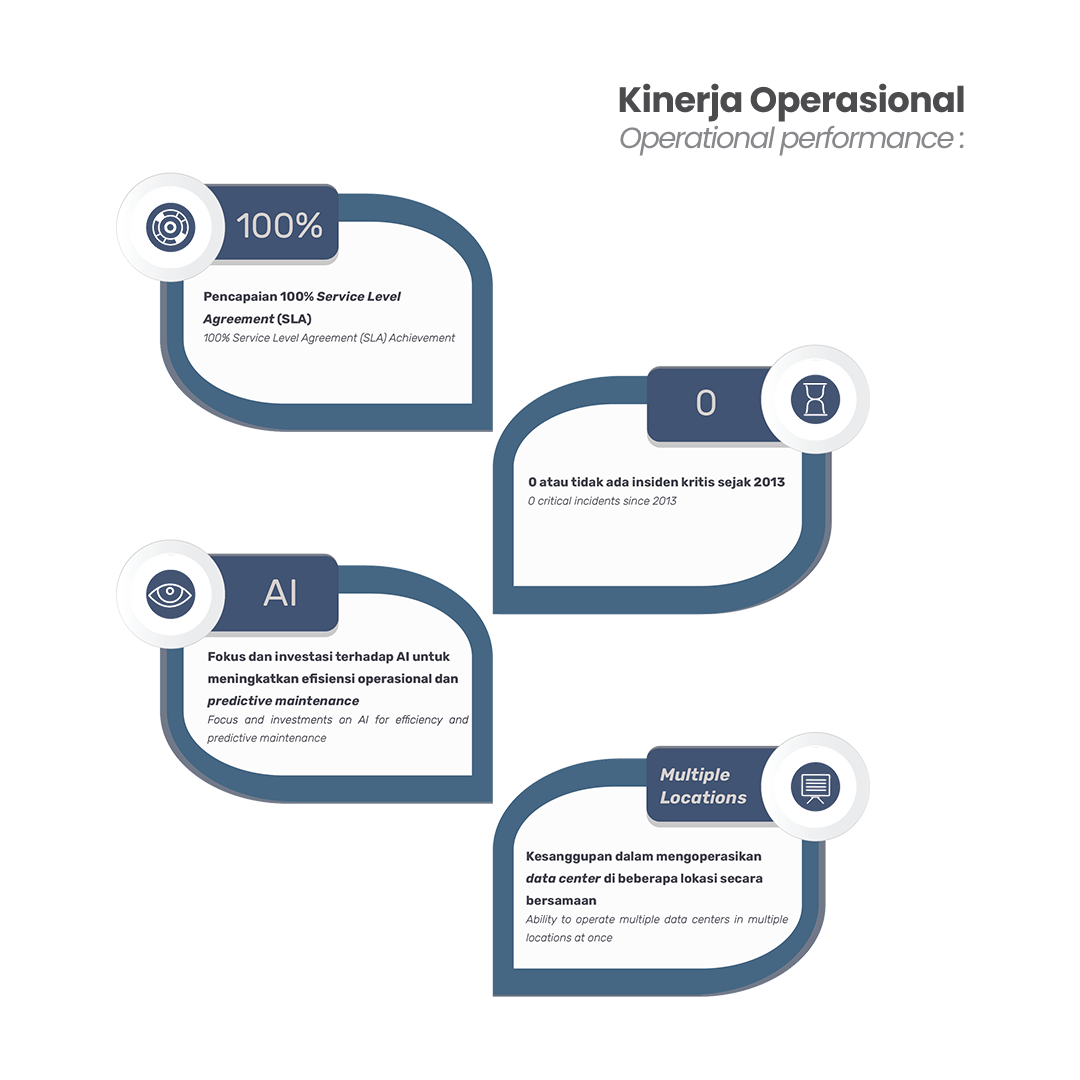 Kinerja Operasional
Operational performance :
100%
Pencapaian 100% Service Level
Agreement (SLA)
100% Service Level Agreement (SLA) Achievement
0
0 atau tidak ada insiden kritis sejak 2013
0 critical incidents since 2013
AI
Fokus dan investasi terhadap AI untuk
meningkatkan efisiensi operasional dan
predictive maintenance
Focus and investments on AI for efficiency and
predictive maintenance
Multiple
Locations
Kesanggupan dalam mengoperasikan
data center di beberapa lokasi secara
bersamaan
Ability to operate multiple data centers in multiple
locations at once